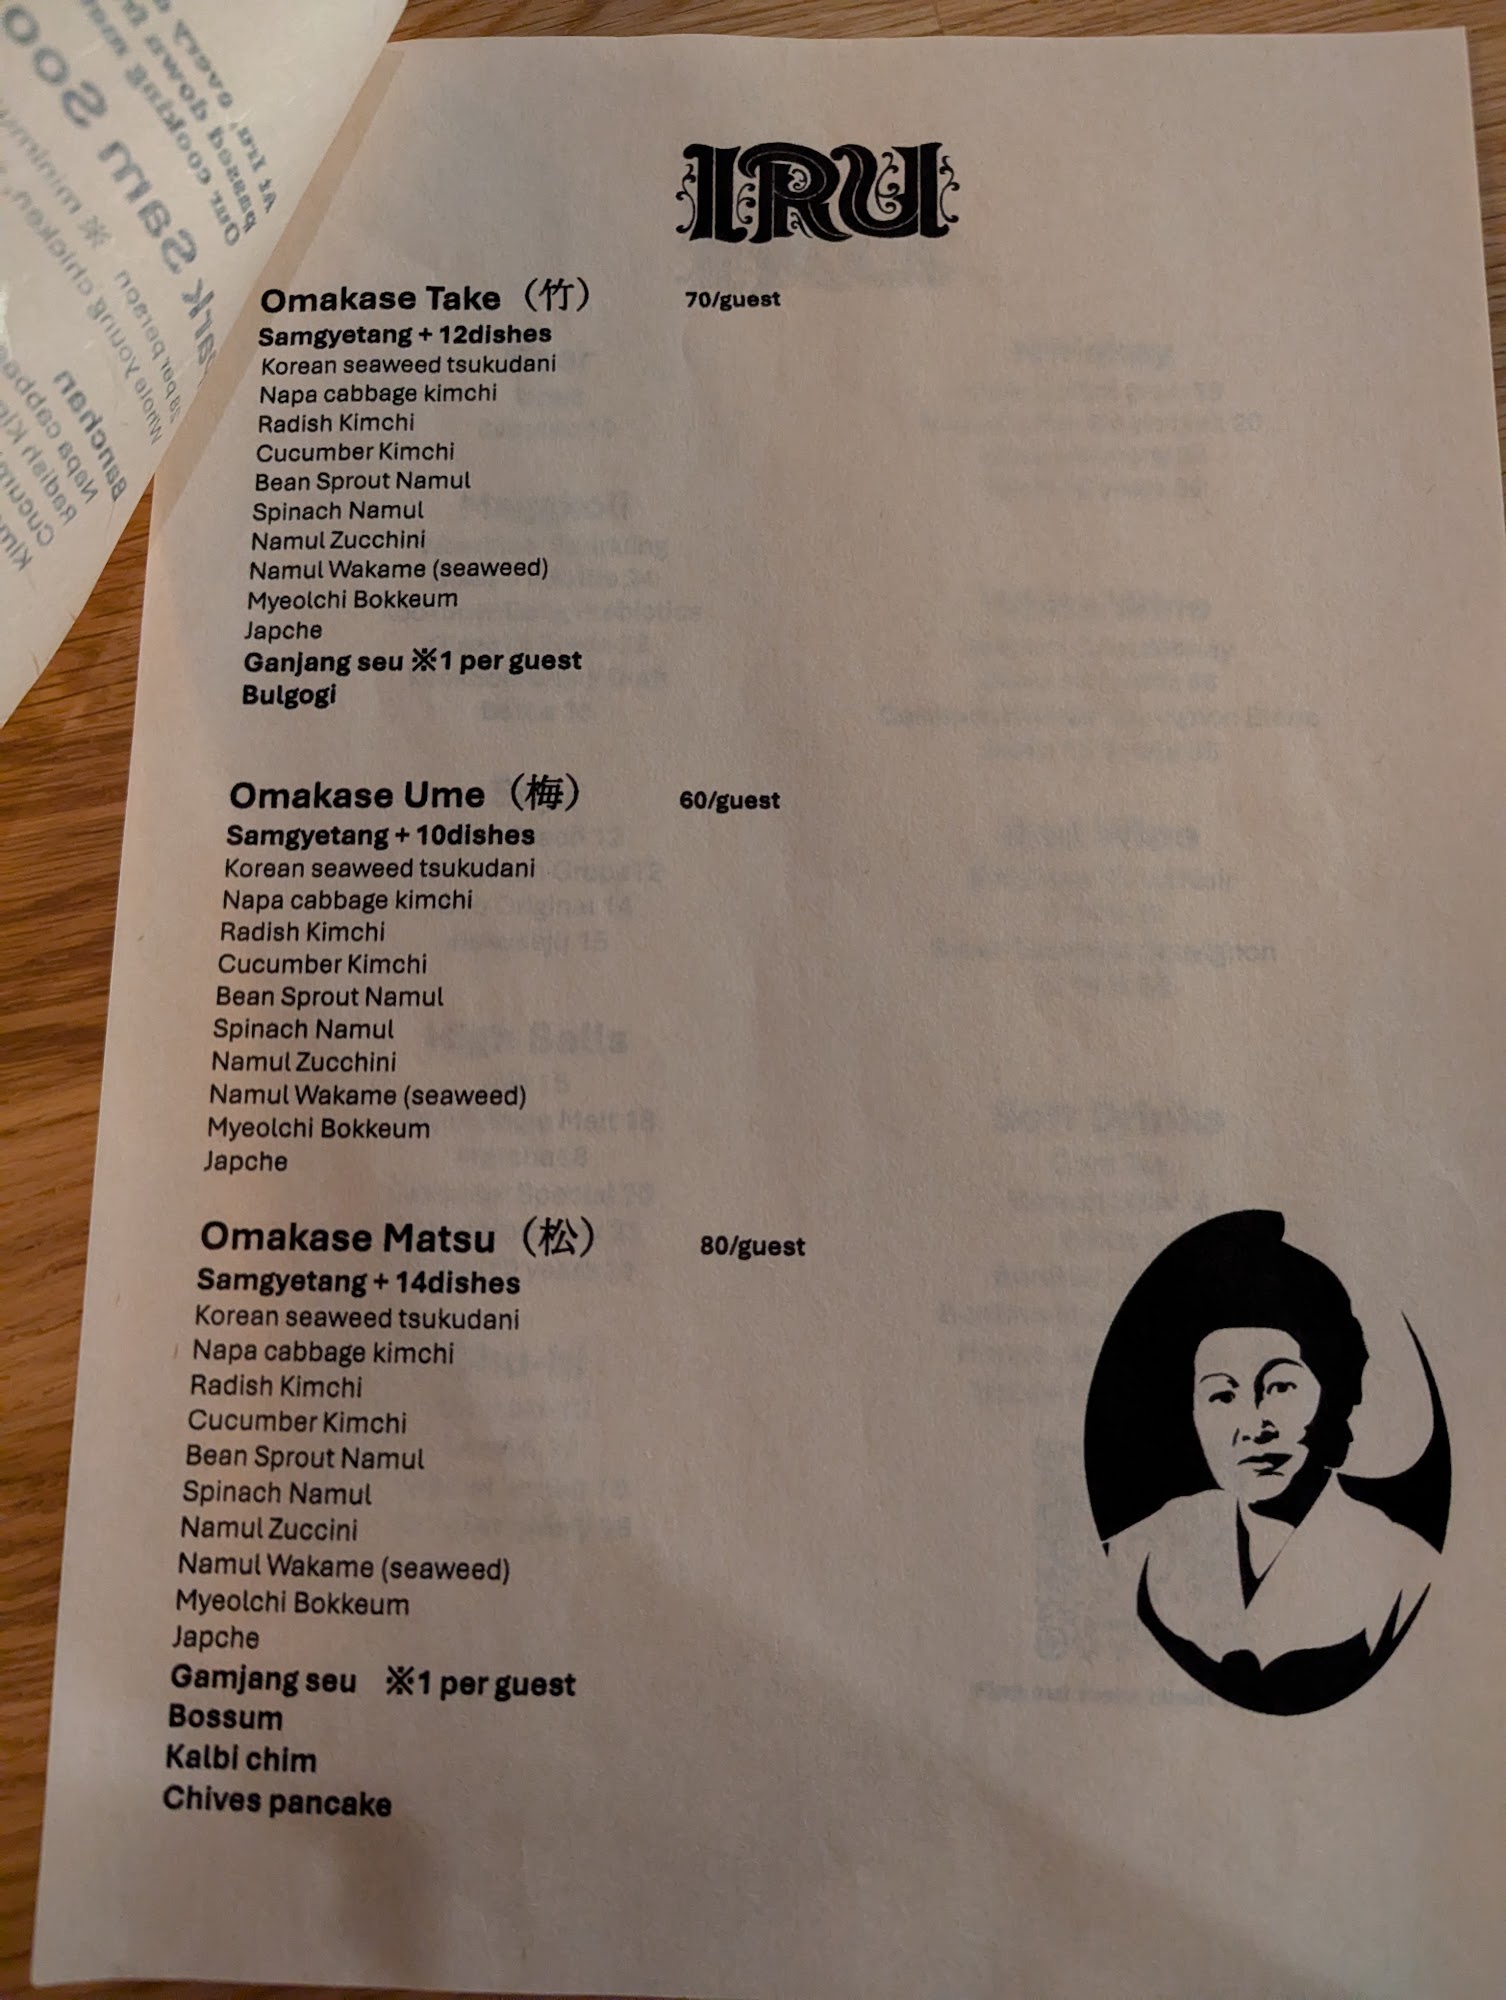 IRU
Omakase Take（竹） 70/guest
Samgyetang + 12dishes
Korean seaweed tsukudani
Napa cabbage kimchi
Radish Kimchi
Cucumber Kimchi
Bean Sprout Namul
Spinach Namul
Namul Zucchini
Namul Wakame (seaweed)
Myeolchi Bokkeum
Japche
Ganjang seu ※1 per guest
Bulgogi
Omakase Ume（梅） 60/guest
Samgyetang + 10dishes
Korean seaweed tsukudani
Napa cabbage kimchi
Radish Kimchi
Cucumber Kimchi
Bean Sprout Namul
Spinach Namul
Namul Zucchini
Namul Wakame (seaweed)
Myeolchi Bokkeum
Japche
Omakase Matsu（松） 80/guest
Samgyetang + 14dishes
Korean seaweed tsukudani
Napa cabbage kimchi
Radish Kimchi
Cucumber Kimchi
Bean Sprout Namul
Spinach Namul
Namul Zuccini
Namul Wakame (seaweed)
Myeolchi Bokkeum
Japche
Gamjang seu ※1 per guest
Bossum
Kalbi chim
Chives pancake